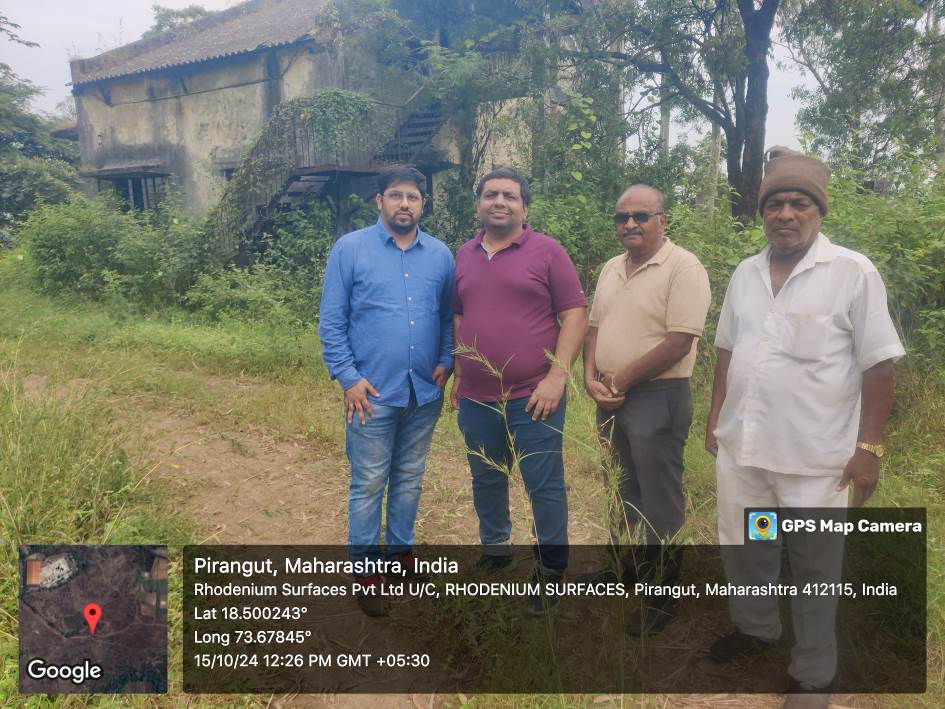 GPS Map Camera
Pirangut, Maharashtra, India
Rhodenium Surfaces Pvt Ltd U/C, RHODENIUM SURFACES, Pirangut, Maharashtra 412115, India
Lat 18.500243°
Long 73.67845°
15/10/24 12:26 PM GMT +05:30
Google